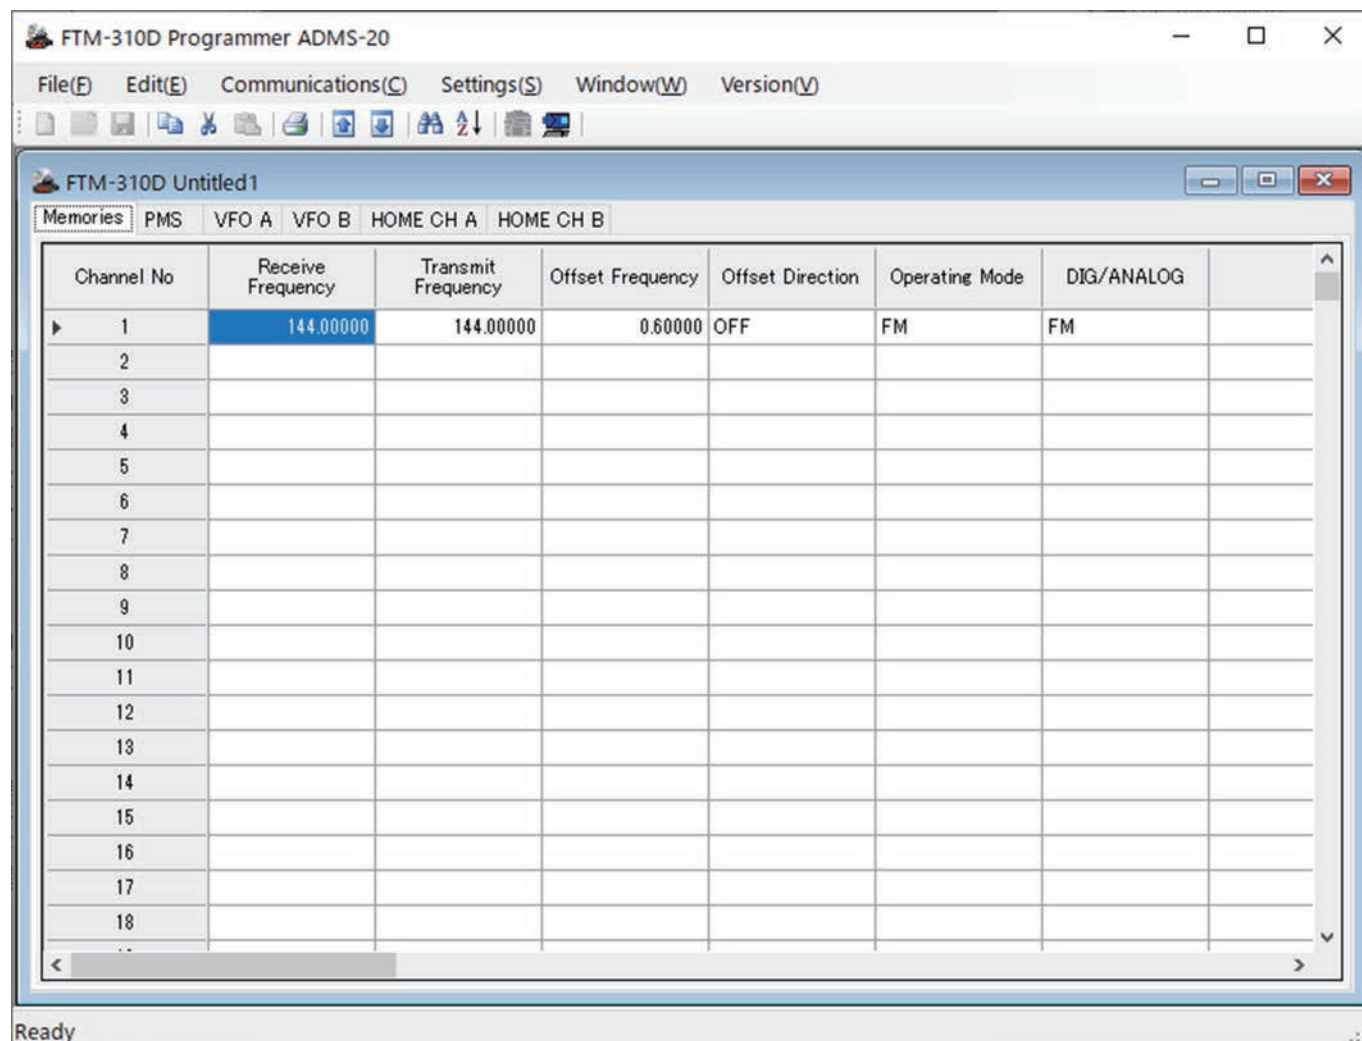 FTM-310D Programmer ADMS-20
File(F) Edit(E) Communications(C) Settings(S) Window(W) Version(V)
FTM-310D Untitled1
Memories PMS VFO A VFO B HOME CH A HOME CH B
Channel No Receive Frequency Transmit Frequency Offset Frequency Offset Direction Operating Mode DIG/ANALOG
1 144.00000 144.00000 0.60000 OFF FM FM
2
3
4
5
6
7
8
9
10
11
12
13
14
15
16
17
18
Ready